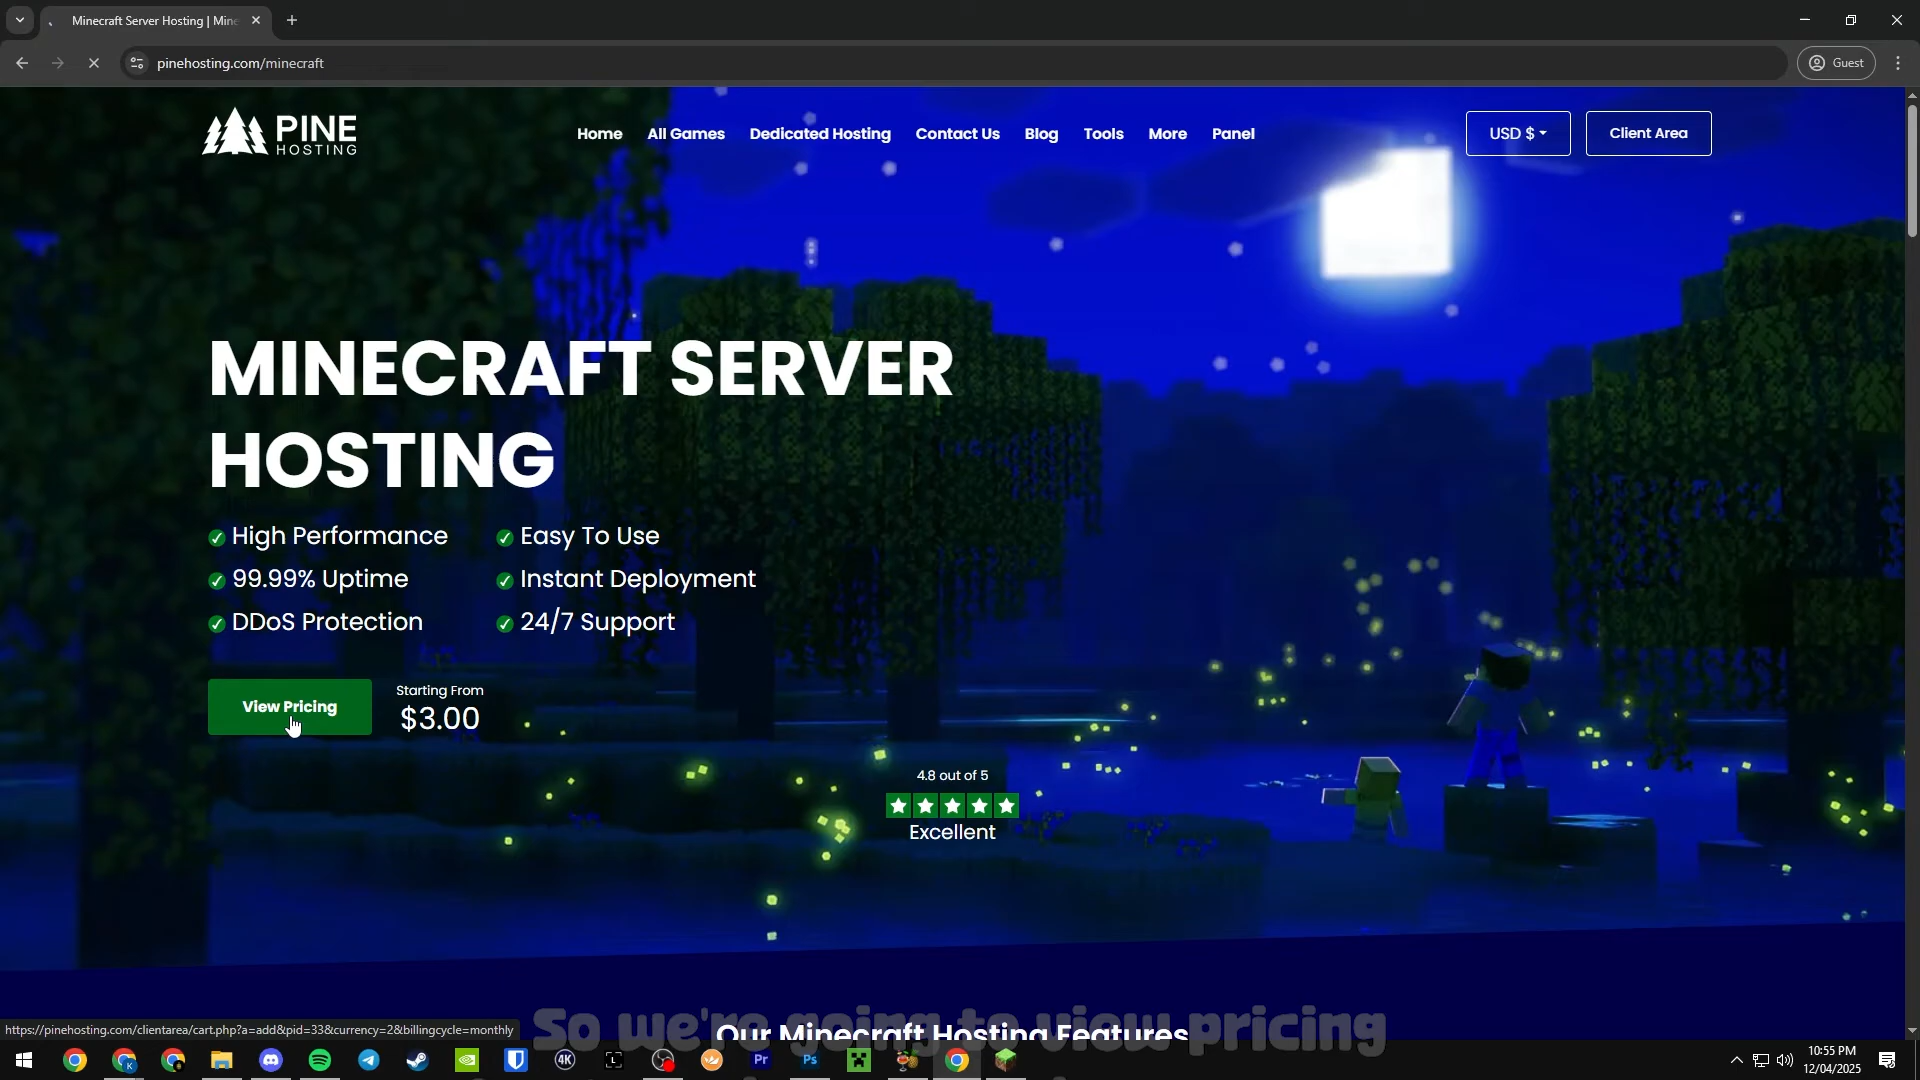 Minecraft Server Hosting | Mine
pinehosting.com/minecraft
Guest
PINE
HOSTING
Home
All Games
Dedicated Hosting
Contact Us
Blog
Tools
More
Panel
USD $
Client Area
MINECRAFT SERVER
HOSTING
High Performance
Easy To Use
99.99% Uptime
Instant Deployment
DDoS Protection
24/7 Support
View Pricing
Starting From
$3.00
4.8 out of 5
Excellent
Our Minecraft Hosting Features
So we're going to view pricing
https://pinehosting.com/clientarea/cart.php?a=add&pid=33&currency=2&billingcycle=monthly
K
4K
L
Pr
Ps
10:55 PM
12/04/2025